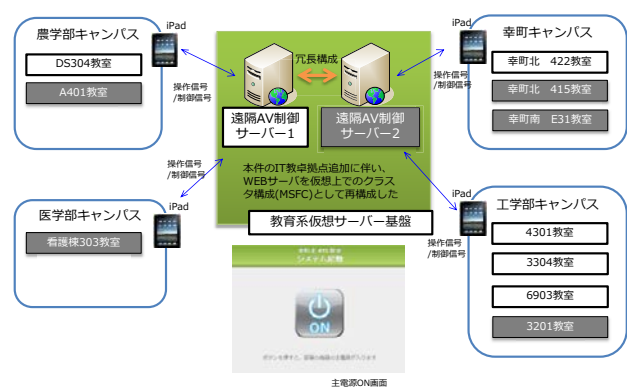 農学部キャンパス
iPad
DS304教室
A401教室
操作信号
/制御信号
冗長構成
遠隔AV制御
サーバー1
遠隔AV制御
サーバー2
本件のIT教卓拠点追加に伴い、
WEBサーバを仮想上でのクラス
タ構成(MSFC)として再構成した
教育系仮想サーバー基盤
iPad
幸町キャンパス
幸町北 422教室
幸町北 415教室
幸町南 E31教室
操作信号
/制御信号
操作信号
/制御信号
iPad
医学部キャンパス
看護棟303教室
iPad
工学部キャンパス
4301教室
3304教室
6903教室
3201教室
操作信号
/制御信号
システム起動
ON
主電源ON画面